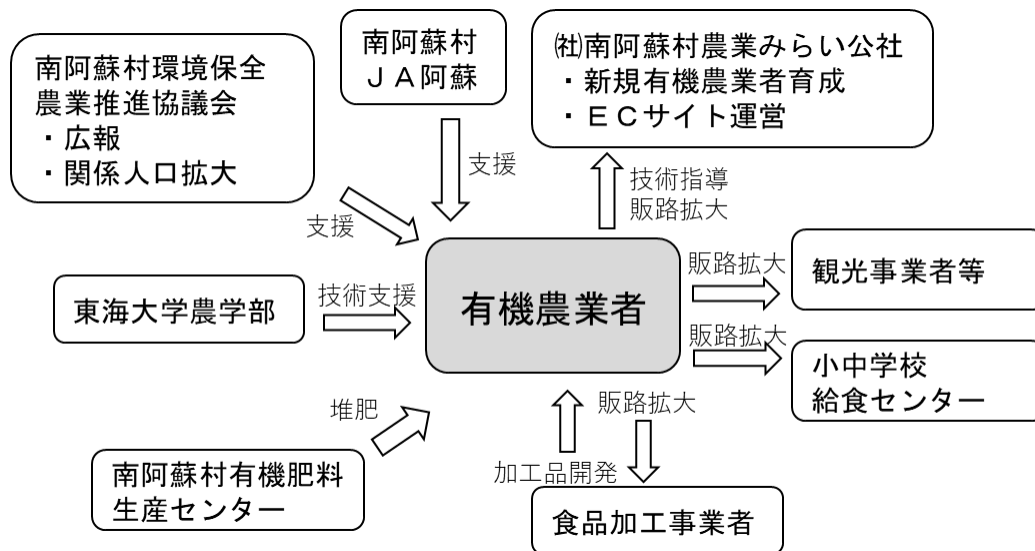 南阿蘇村環境保全
農業推進協議会
・広報
・関係人口拡大
南阿蘇村
ＪＡ阿蘇
㈳南阿蘇村農業みらい公社
・新規有機農業者育成
・ＥＣサイト運営
支援
支援
技術指導
販路拡大
東海大学農学部
技術支援
有機農業者
販路拡大
観光事業者等
販路拡大
小中学校
給食センター
堆肥
南阿蘇村有機肥料
生産センター
加工品開発
販路拡大
食品加工事業者